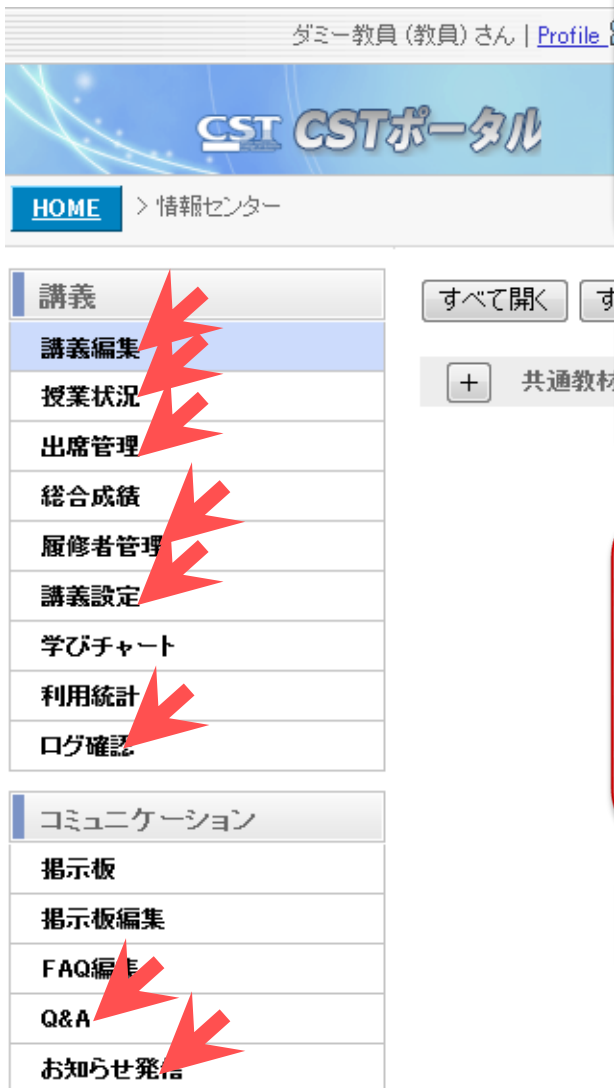 ダミー教員 (教員) さん | Profile
CST CSTポータル
HOME > 情報センター
講義
講義編集
授業状況
出席管理
総合成績
履修者管理
講義設定
学びチャート
利用統計
ログ確認
コミュニケーション
掲示板
掲示板編集
FAQ編集
Q&A
お知らせ発信
すべて開く す
+ 共通教材